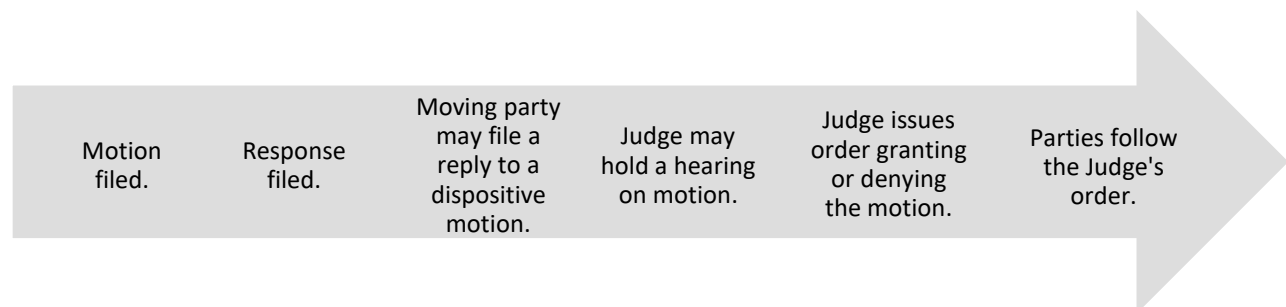 Motion
filed.
Response
filed.
Moving party
may file a
reply to a
dispositive
motion.
Judge may
hold a hearing
on motion.
Judge issues
order granting
or denying
the motion.
Parties follow
the Judge's
order.